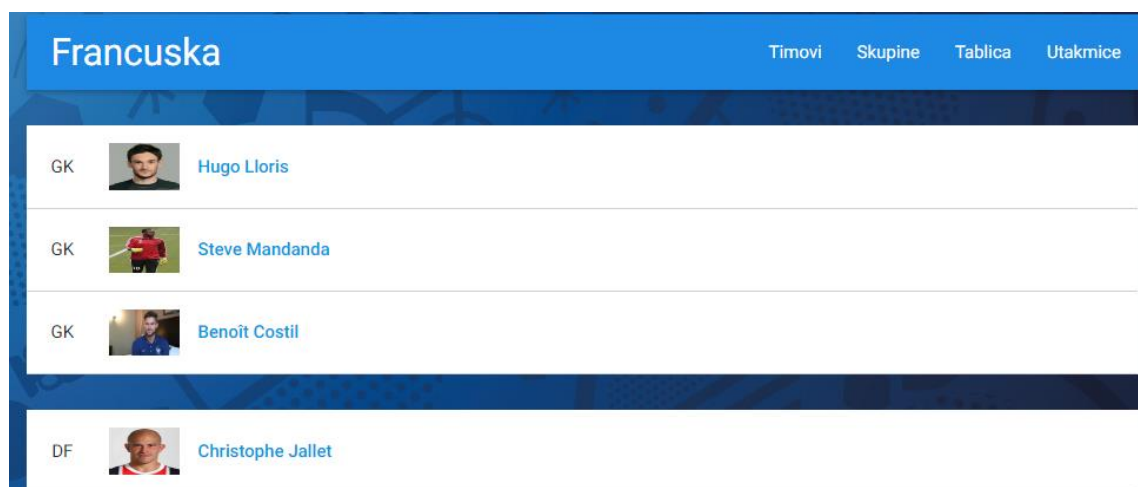 Francuska
Timovi Skupine Tablica Utakmice
GK Hugo Lloris
GK Steve Mandanda
GK Benoît Costil
DF Christophe Jallet